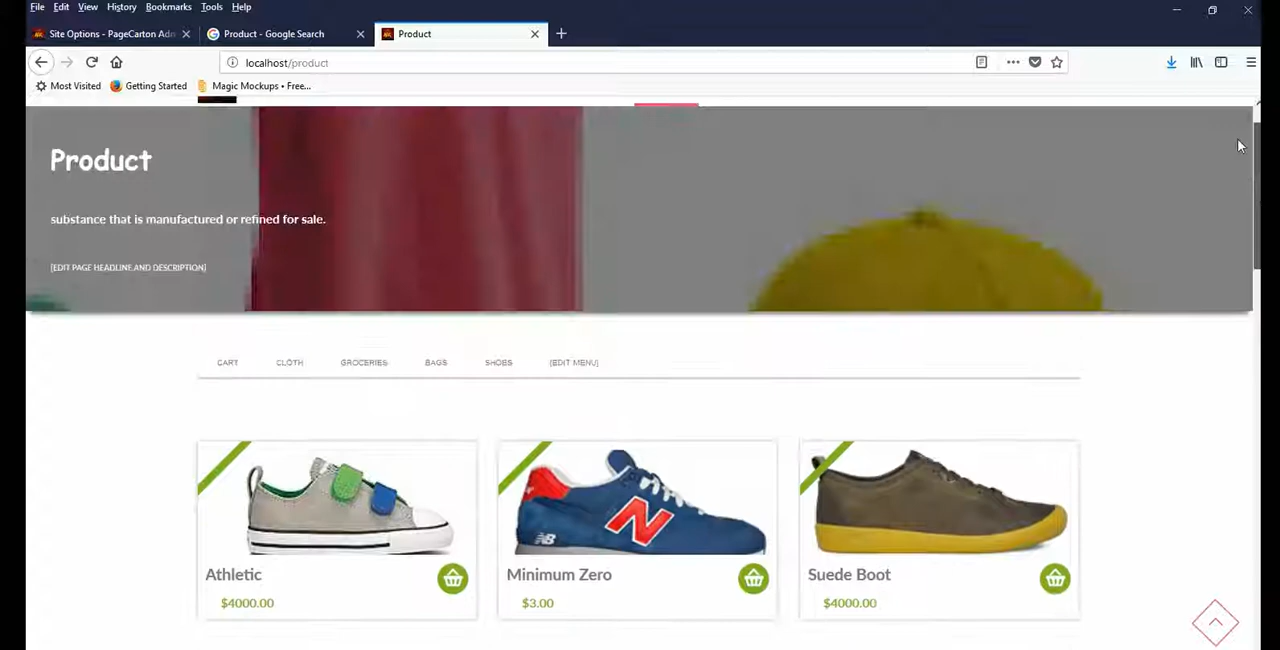 File Edit View History Bookmarks Tools Help
Site Options - PageCarton Adm
Product - Google Search
Product
localhost/product
Most Visited Getting Started Magic Mockups • Free...
Product
substance that is manufactured or refined for sale.
[EDIT PAGE HEADLINE AND DESCRIPTION]
CART CLOTH GROCERIES BAGS SHOES [EDIT MENU]
N
NB
Athletic
$4000.00
Minimum Zero
$3.00
Suede Boot
$4000.00